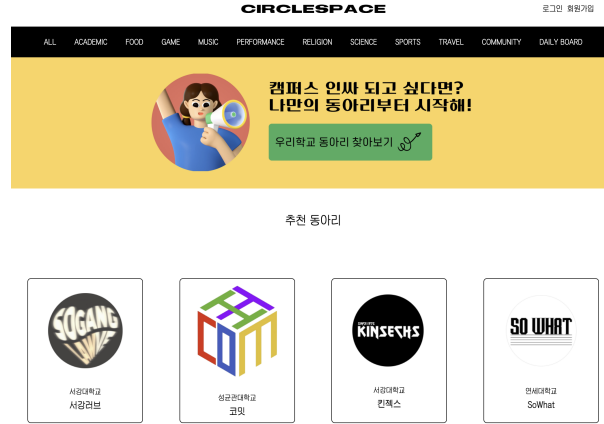 CIRCLESPACE
로그인 회원가입
ALL ACADEMIC FOOD GAME MUSIC PERFORMANCE RELIGION SCIENCE SPORTS TRAVEL COMMUNITY DAILY BOARD
캠퍼스 인싸 되고 싶다면?
나만의 동아리부터 시작해!
우리학교 동아리 찾아보기
추천 동아리
SOGANG
LOVE
서강대학교
서강러브
H
COM
성균관대학교
코밋
KINSECHS
서강대학교
킨젝스
SO WHAT
연세대학교
SoWhat